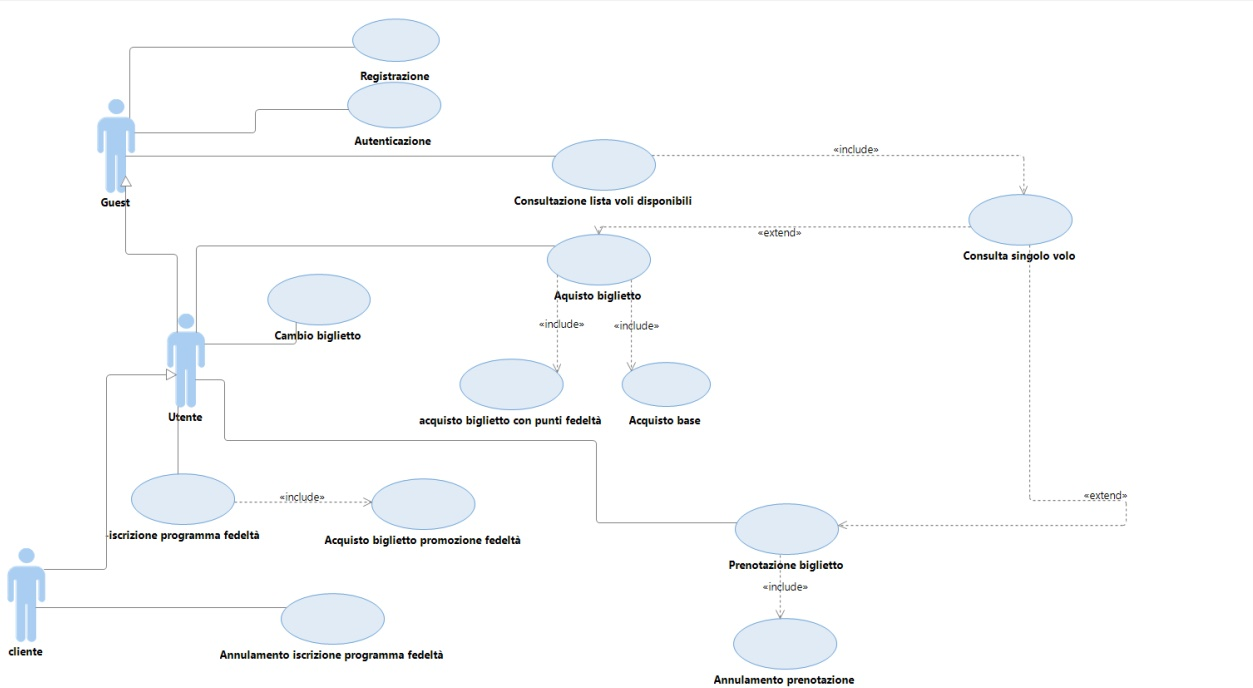 Registrazione
Autenticazione
«include»
Guest
Consultazione lista voli disponibili
«extend»
Consulta singolo volo
Aquisto biglietto
«include»
«include»
Cambio biglietto
Utente
acquisto biglietto con punti fedeltà
Acquisto base
«include»
«extend»
iscrizione programma fedeltà
Acquisto biglietto promozione fedeltà
Prenotazione biglietto
«include»
cliente
Annulamento iscrizione programma fedeltà
Annulamento prenotazione